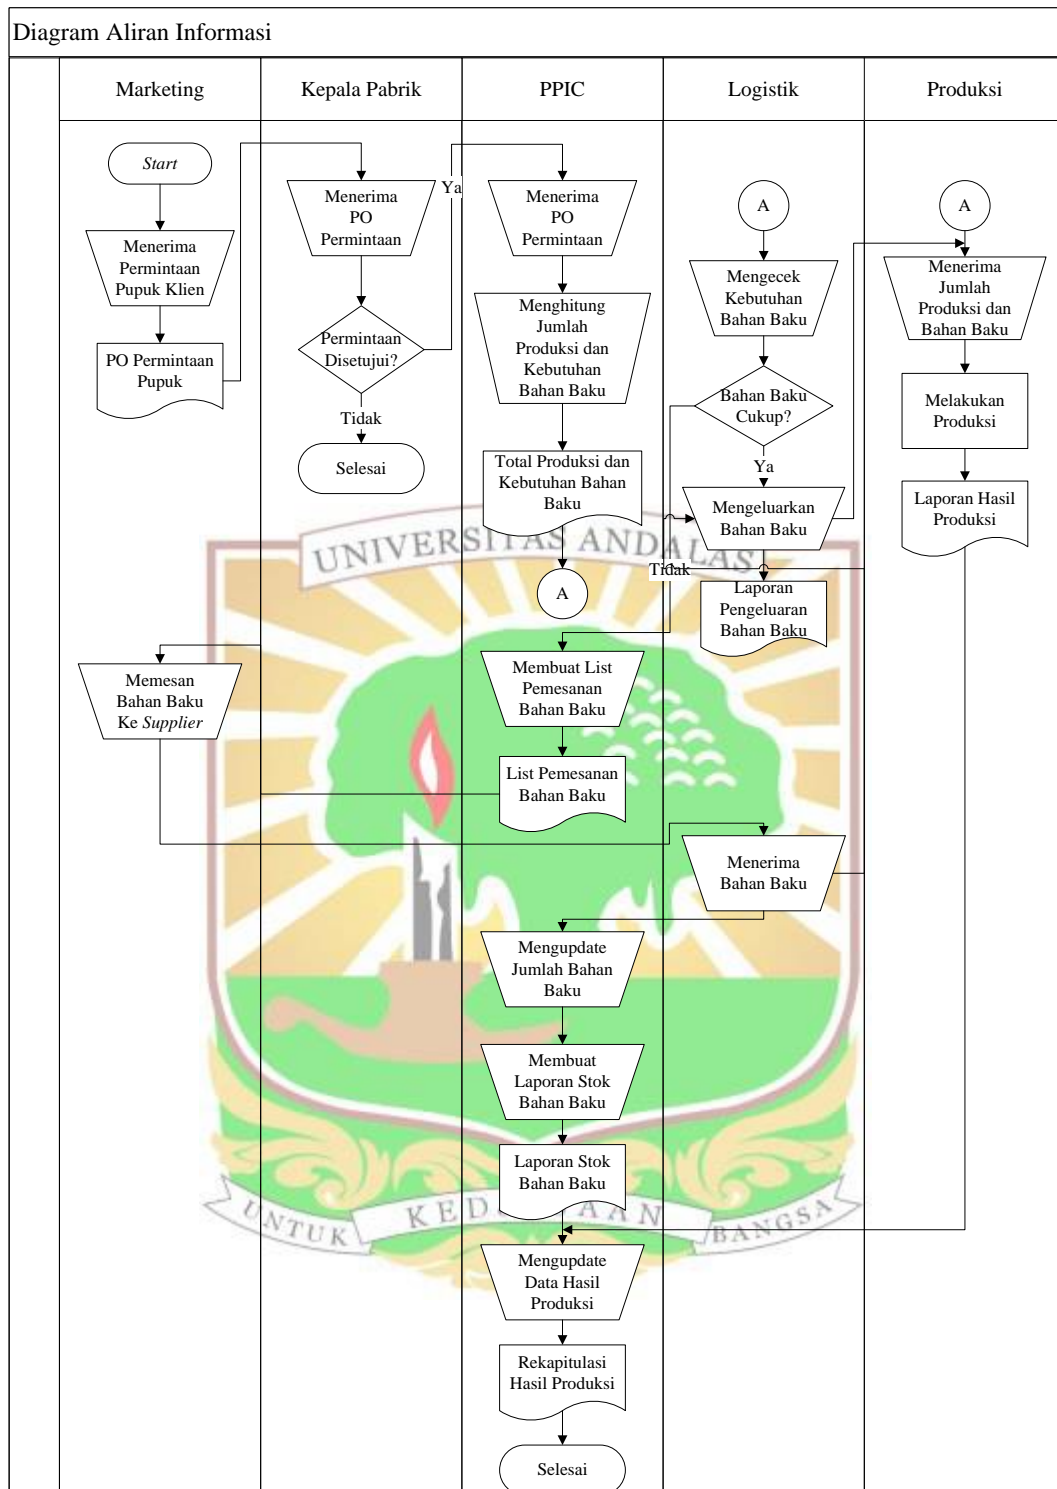 Diagram Aliran Informasi
Marketing
Kepala Pabrik
PPIC
Logistik
Produksi
Start
Menerima
Permintaan
Pupuk Klien
PO Permintaan
Pupuk
Memesan
Bahan Baku
Ke Supplier
Menerima
PO
Permintaan
Permintaan
Disetujui?
Ya
Tidak
Selesai
Menerima
PO
Permintaan
Menghitung
Jumlah
Produksi dan
Kebutuhan
Bahan Baku
Total Produksi dan
Kebutuhan Bahan
Baku
A
Membuat List
Pemesanan
Bahan Baku
List Pemesanan
Bahan Baku
Mengupdate
Jumlah Bahan
Baku
Membuat
Laporan Stok
Bahan Baku
Laporan Stok
Bahan Baku
Mengupdate
Data Hasil
Produksi
Rekapitulasi
Hasil Produksi
Selesai
A
Mengecek
Kebutuhan
Bahan Baku
Bahan Baku
Cukup?
Ya
Tidak
Mengeluarkan
Bahan Baku
Laporan
Pengeluaran
Bahan Baku
Menerima
Bahan Baku
A
Menerima
Jumlah
Produksi dan
Bahan Baku
Melakukan
Produksi
Laporan Hasil
Produksi
UNIVERSITAS ANDALAS
UNTUK
BANGSA